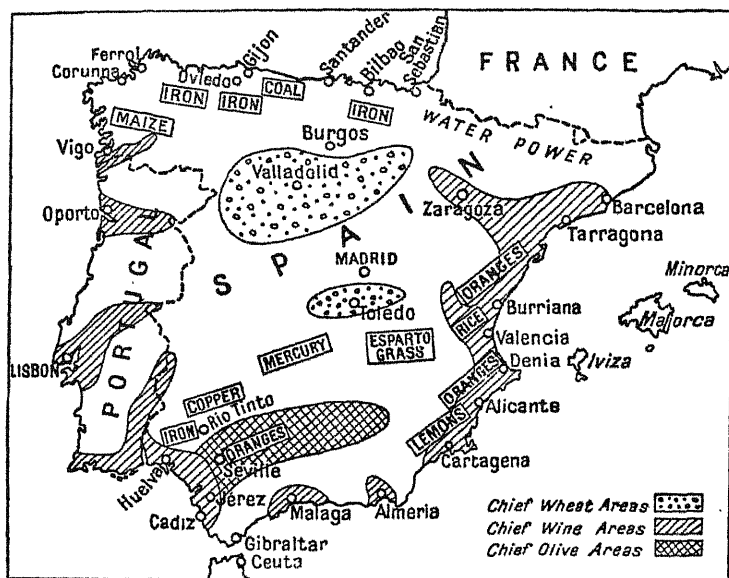 Ferrol
Corunna
Gijon
Oviedo
Santander
Bilbao
San
Sebastian
FRANCE
IRON
IRON
COAL
IRON
WATER POWER
MAIZE
Vigo
Burgos
Valladolid
Oporto
Zaragoza
Barcelona
Tarragona
SPAIN
PORTUGA
MADRID
Toledo
ORANGES
Burriana
RICE
Valencia
Minorca
Majorca
Iviza
LISBON
MERCURY
ESPARTO
GRASS
Denia
ORANGES
Alicante
LEMONS
Cartagena
COPPER
IRON
Rio Tinto
ORANGES
Seville
Huelva
Jerez
Cadiz
Malaga
Almeria
Gibraltar
Ceuta
Chief Wheat Areas
Chief Wine Areas
Chief Olive Areas